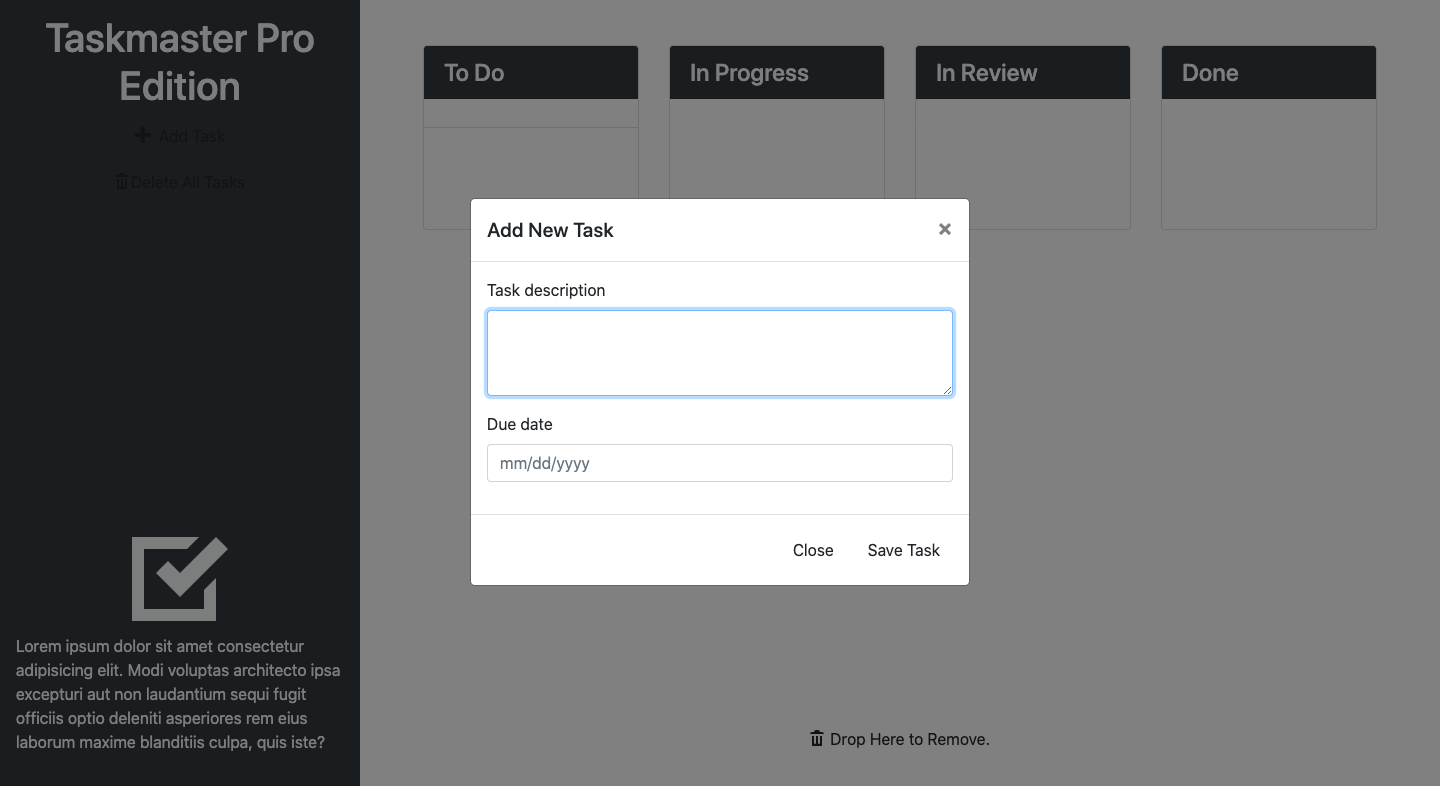 Taskmaster Pro
Edition
Add Task
Delete All Tasks
Lorem ipsum dolor sit amet consectetur
adipisicing elit. Modi voluptas architecto ipsa
excepturi aut non laudantium sequi fugit
officiis optio deleniti asperiores rem eius
laborum maxime blanditiis culpa, quis iste?
To Do
In Progress
In Review
Done
Add New Task
×
Task description
Due date
mm/dd/yyyy
Close
Save Task
Drop Here to Remove.